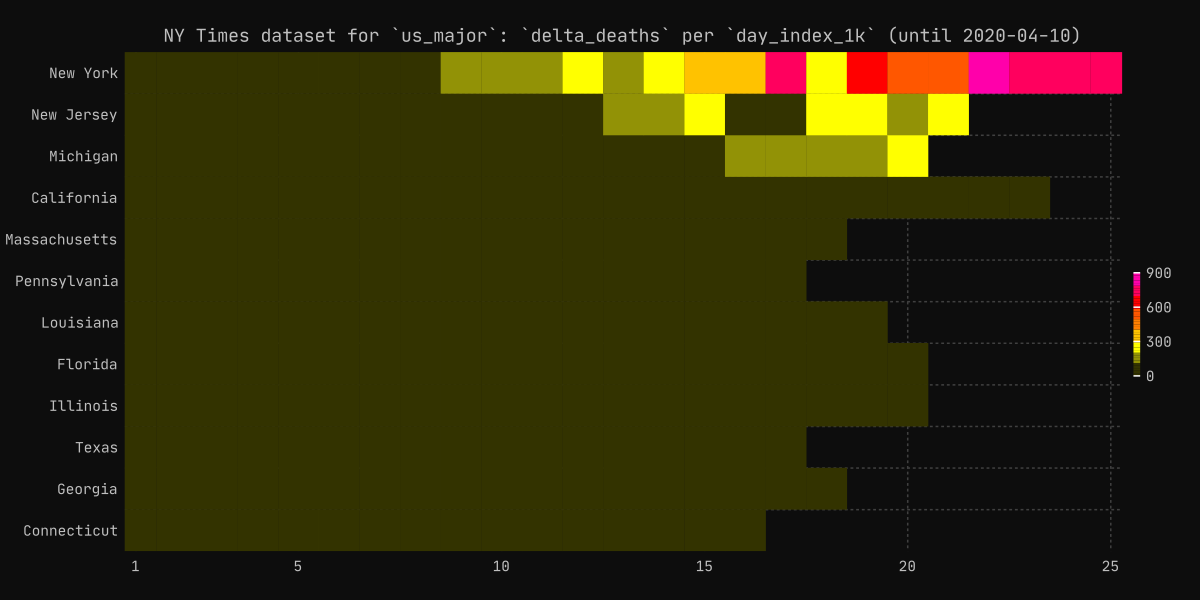 NY Times dataset for `us_major`: `delta_deaths` per `day_index_1k` (until 2020-04-10)
New York
New Jersey
Michigan
California
Massachusetts
Pennsylvania
Louisiana
Florida
Illinois
Texas
Georgia
Connecticut
1 5 10 15 20 25
900
600
300
0